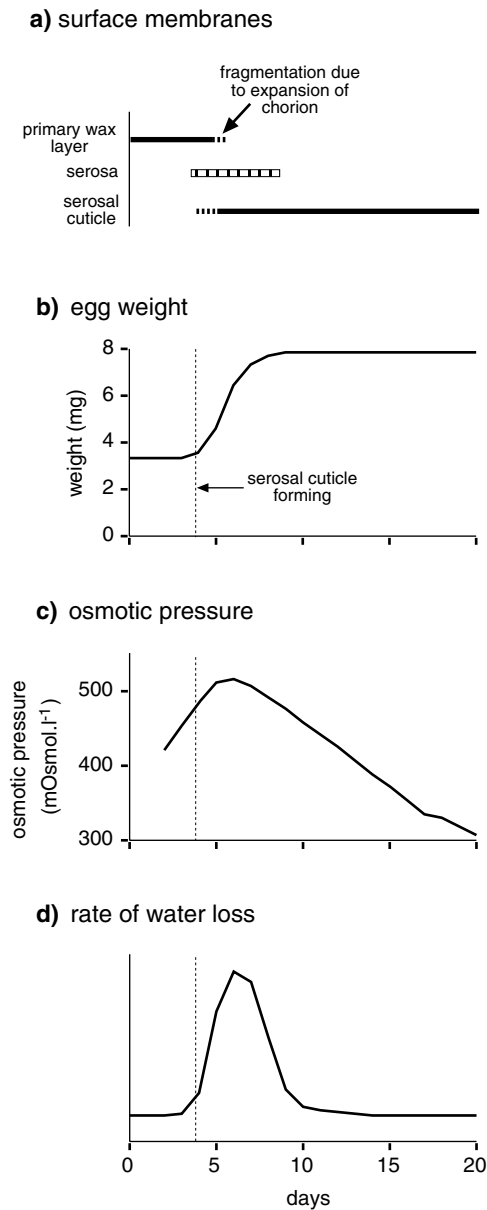 a) surface membranes
fragmentation due
to expansion of
chorion
primary wax
layer
serosa
serosal
cuticle
b) egg weight
8
6
4
2
0
weight (mg)
serosal cuticle
forming
c) osmotic pressure
500
400
300
osmotic pressure
(mOsmol.l-1)
d) rate of water loss
0 5 10 15 20
days